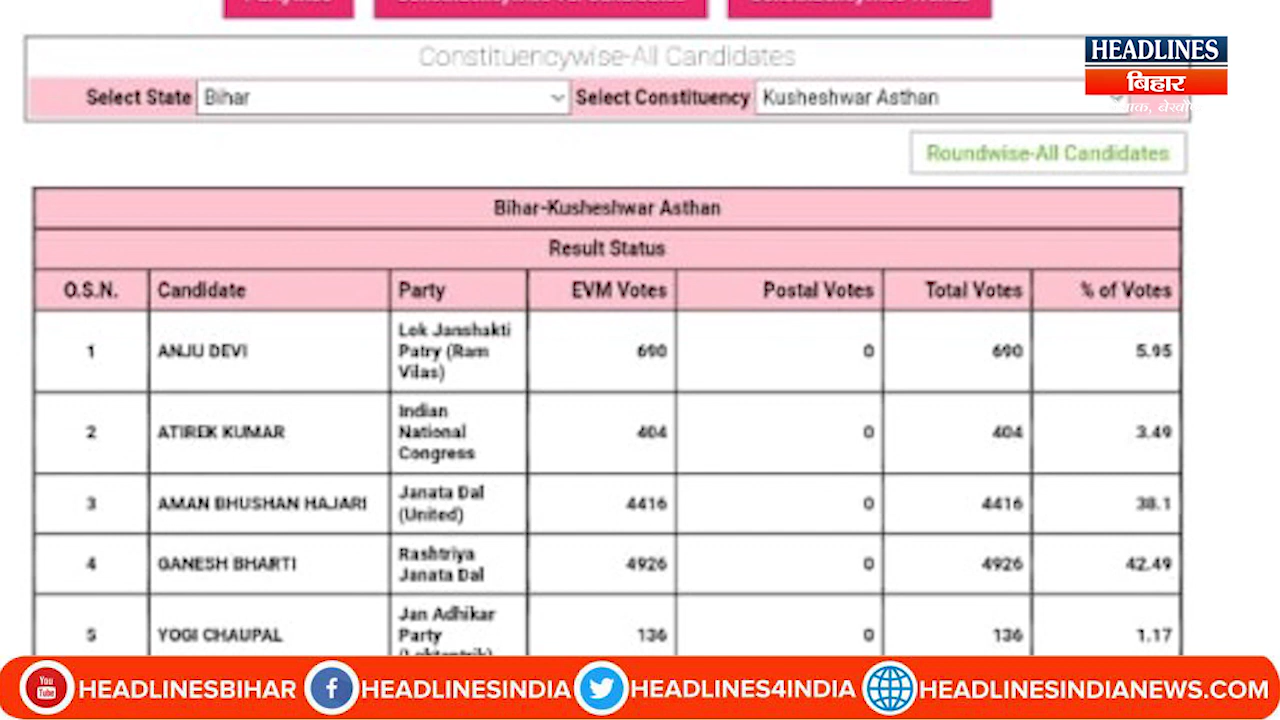 Constituencywise-All Candidates
HEADLINES
बिहार
Select State Bihar Select Constituency Kusheshwar Asthan
Roundwise-All Candidates
Bihar-Kusheshwar Asthan
Result Status
O.S.N. Candidate Party EVM Votes Postal Votes Total Votes % of Votes
1 ANJU DEVI Lok Janshakti Patry (Ram Vilas) 690 0 690 5.95
2 ATIREK KUMAR Indian National Congress 404 0 404 3.49
3 AMAN BHUSHAN HAJARI Janata Dal (United) 4416 0 4416 38.1
4 GANESH BHARTI Rashtriya Janata Dal 4926 0 4926 42.49
5 YOGI CHAUPAL Jan Adhikar Party 136 0 136 1.17
You Tube HEADLINESBIHAR f HEADLINESINDIA HEADLINES4INDIA HEADLINESINDIANEWS.COM